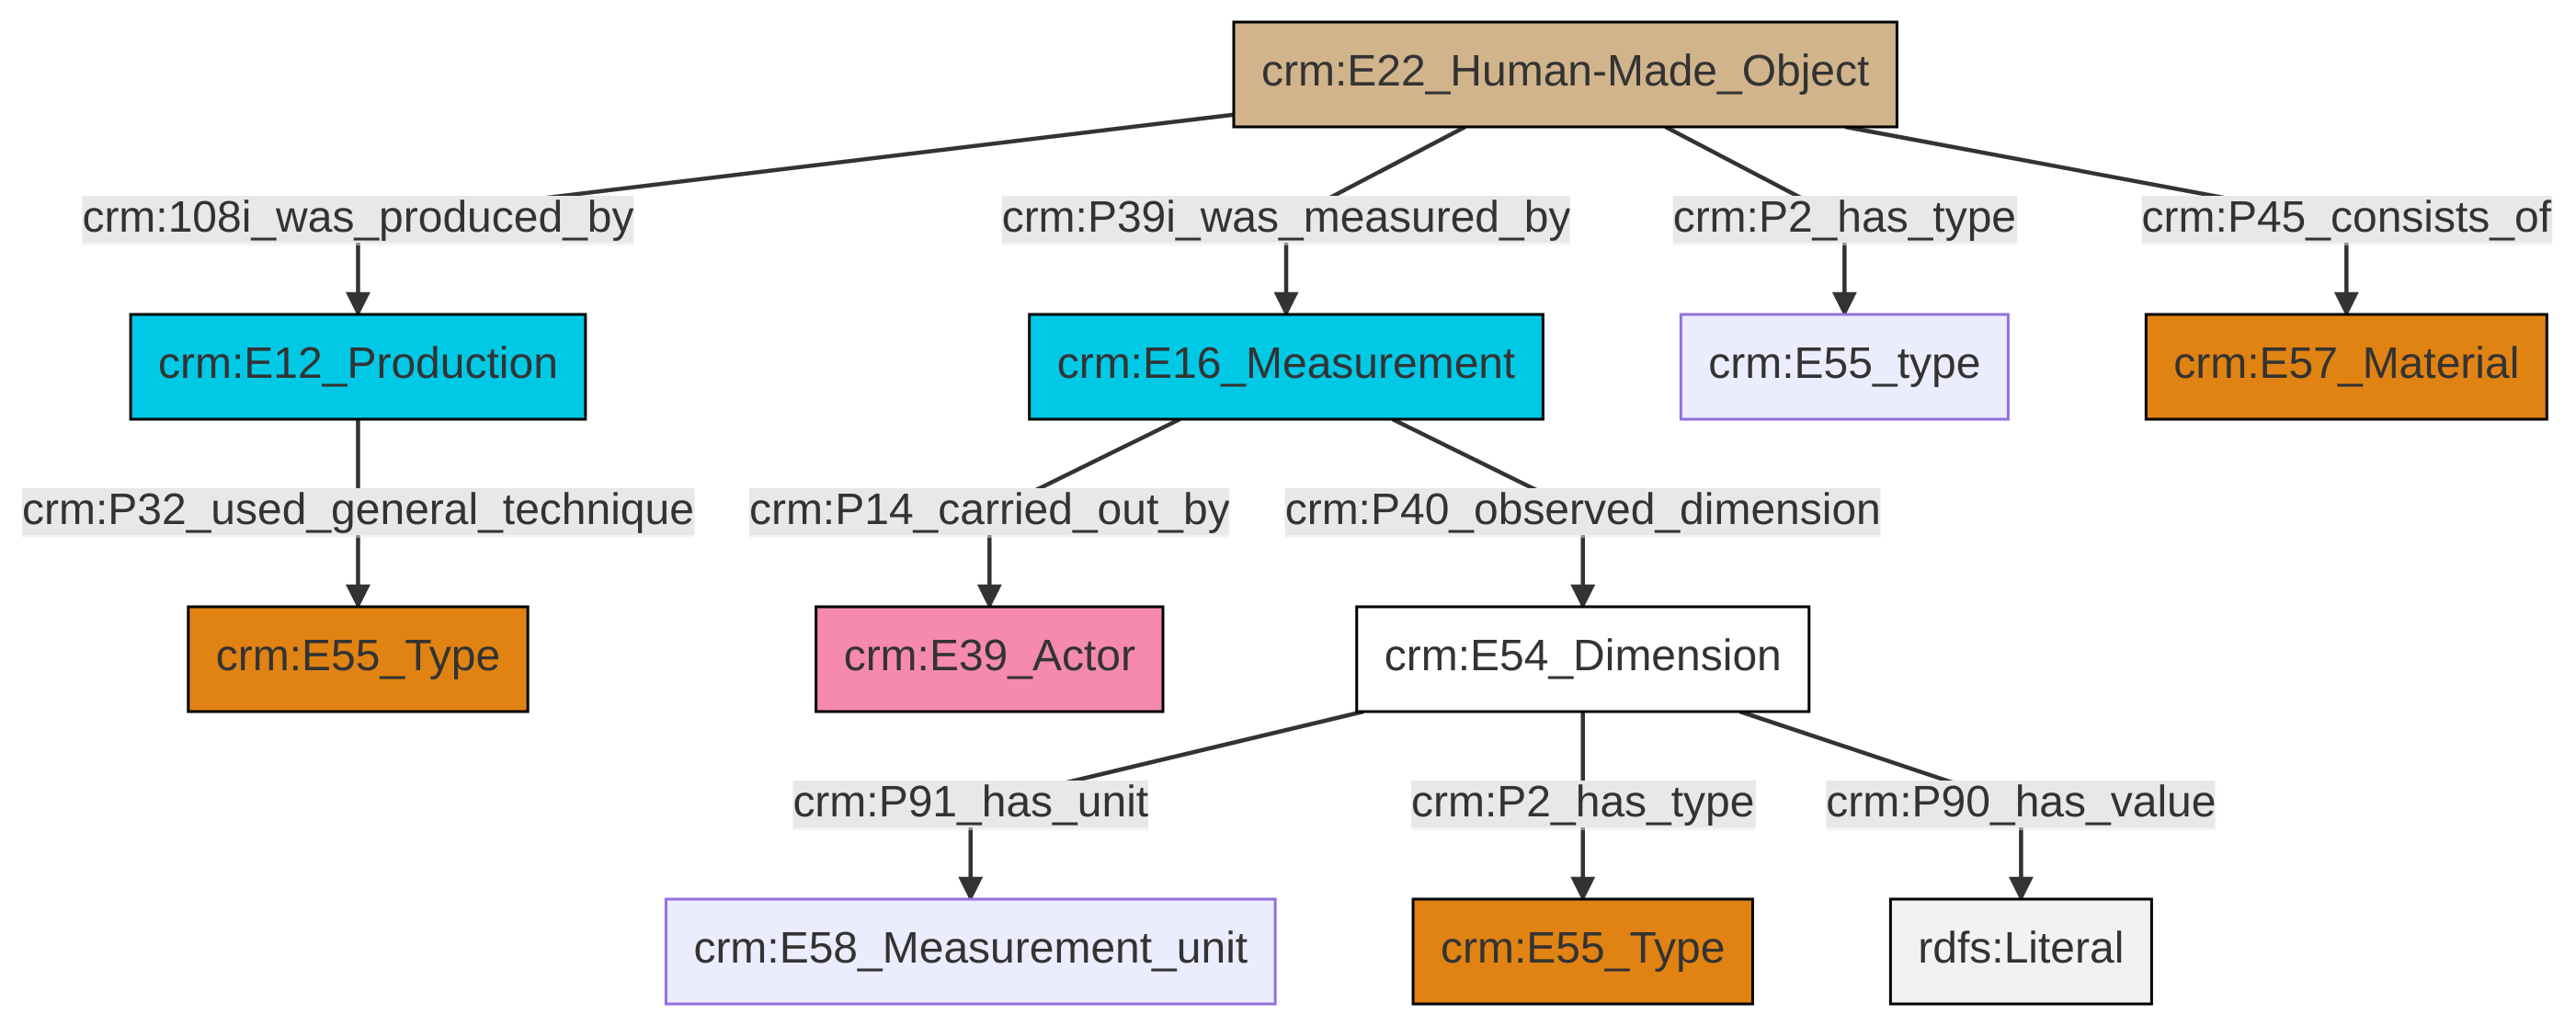 crm:E22_Human-Made_Object
crm:108i_was_produced_by
crm:P39i_was_measured_by
crm:P2_has_type
crm:P45_consists_of
crm:E12_Production
crm:E16_Measurement
crm:E55_type
crm:E57_Material
crm:P32_used_general_technique
crm:P14_carried_out_by
crm:P40_observed_dimension
crm:E55_Type
crm:E39_Actor
crm:E54_Dimension
crm:P91_has_unit
crm:P2_has_type
crm:P90_has_value
crm:E58_Measurement_unit
crm:E55_Type
rdfs:Literal